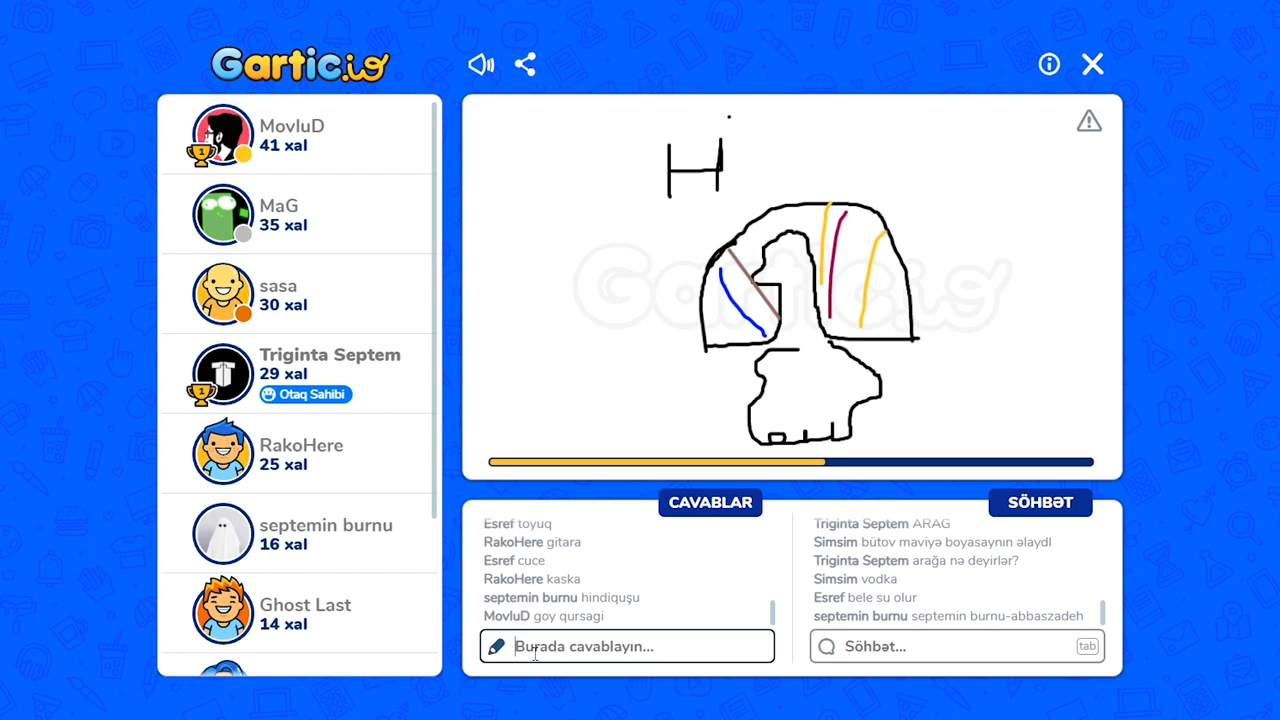 Gartic.io
MovluD
41 xal
MaG
35 xal
sasa
30 xal
Triginta Septem
29 xal
Otaq Sahibi
RakoHere
25 xal
septemin burnu
16 xal
Ghost Last
14 xal
H
Gartic.io
CAVABLAR
Esref toyuq
RakoHere gitara
Esref cuce
RakoHere kaska
septemin burnu hindiquşu
MovluD goy qursagi
Burada cavablayın...
SÖHBƏT
Triginta Septem ARAG
Simsim bütov maviyə boyasaynın əlaydl
Triginta Septem arağa nə deyirlər?
Simsim vodka
Esref bele su olur
septemin burnu septemin burnu-abbaszadeh
Söhbət...
tab